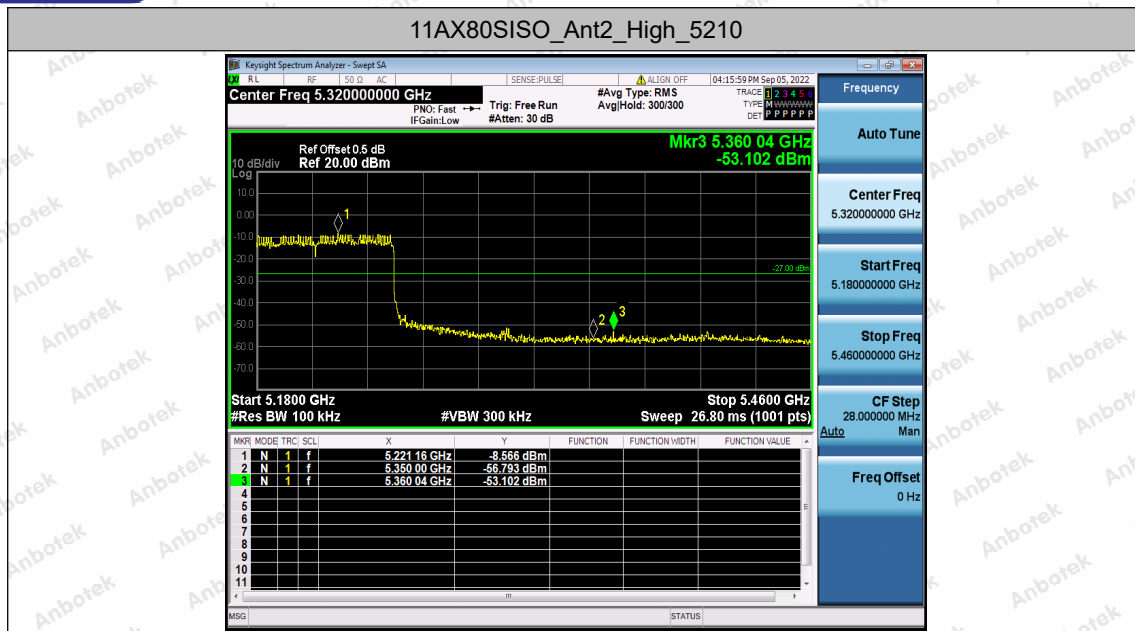 11AX80SISO_Ant2_High_5210
Keysight Spectrum Analyzer - Swept SA
RL RF 50 Ω AC SENSE:PULSE ALIGN OFF 04:15:59 PM Sep 05, 2022
Center Freq 5.320000000 GHz
PNO: Fast
IFGain:Low
Trig: Free Run
#Atten: 30 dB
#Avg Type: RMS
Avg|Hold: 300/300
TRACE 1 2 3 4 5 6
TYPE MWWWWW
DET P P P P P P
Ref Offset 0.5 dB
Ref 20.00 dBm
10 dB/div
Log
Mkr3 5.360 04 GHz
-53.102 dBm
10.0
0.00
-10.0
-20.0
-30.0
-40.0
-50.0
-60.0
-70.0
1
2
3
-27.00 dBm
Start 5.1800 GHz
Stop 5.4600 GHz
#Res BW 100 kHz
#VBW 300 kHz
Sweep 26.80 ms (1001 pts)
MKR MODE TRC SCL X Y FUNCTION FUNCTION WIDTH FUNCTION VALUE
1 N 1 f 5.221 16 GHz -8.566 dBm
2 N 1 f 5.350 00 GHz -56.793 dBm
3 N 1 f 5.360 04 GHz -53.102 dBm
4
5
6
7
8
9
10
11
MSG
STATUS
Frequency
Auto Tune
Center Freq
5.320000000 GHz
Start Freq
5.180000000 GHz
Stop Freq
5.460000000 GHz
CF Step
28.000000 MHz
Auto Man
Freq Offset
0 Hz
Anbotek